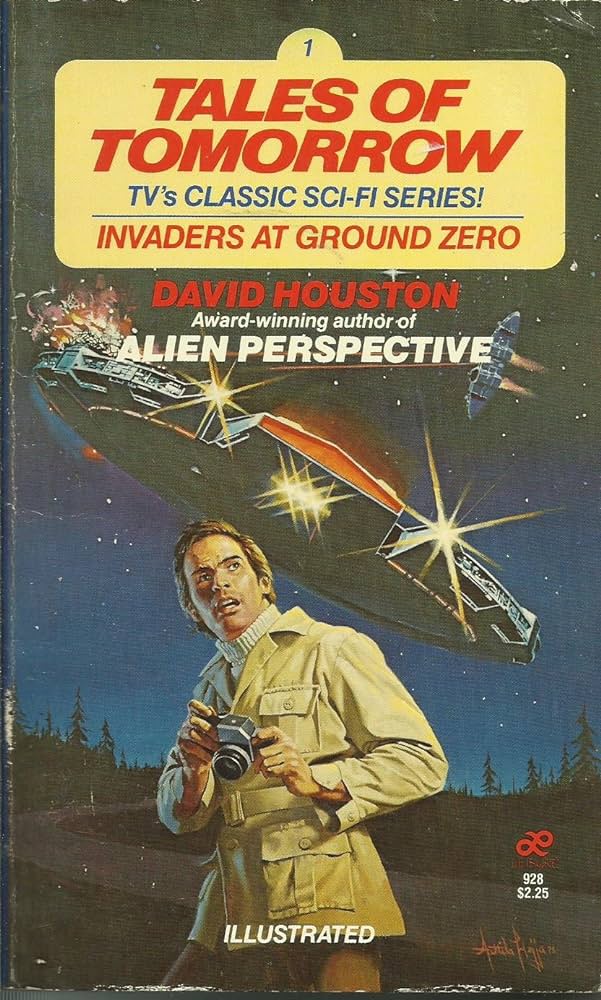 1
TALES OF
TOMORROW
TV's CLASSIC SCI-FI SERIES!
INVADERS AT GROUND ZERO
DAVID HOUSTON
Award-winning author of
ALIEN PERSPECTIVE
928
$2.25
ILLUSTRATED